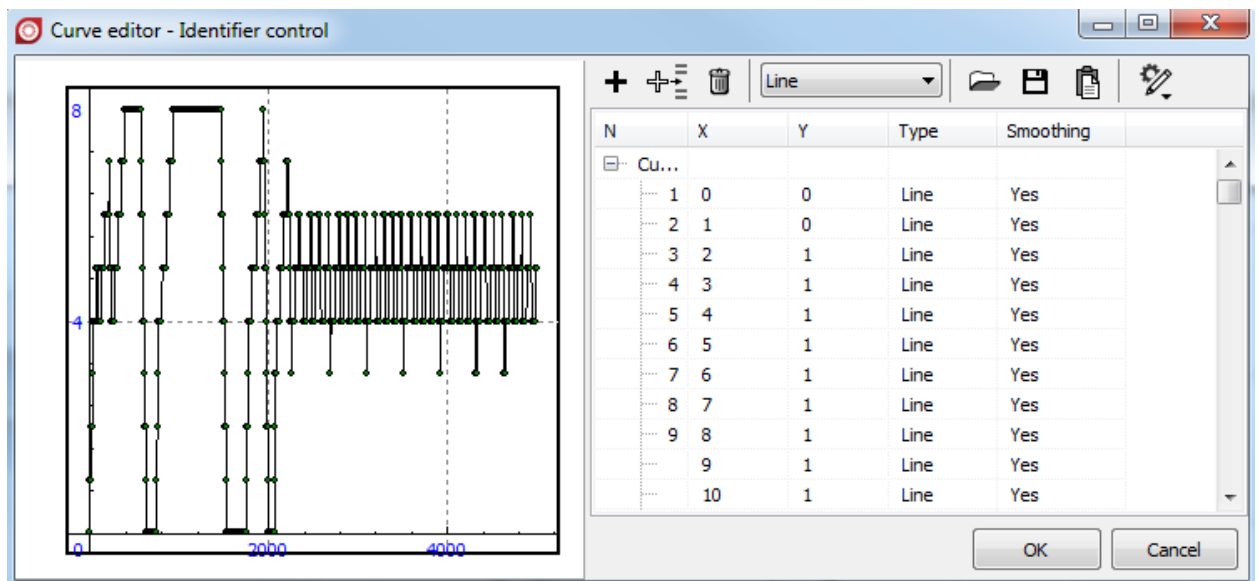 Curve editor - Identifier control
Line
N X Y Type Smoothing
Cu...
1 0 0 Line Yes
2 1 0 Line Yes
3 2 1 Line Yes
4 3 1 Line Yes
5 4 1 Line Yes
6 5 1 Line Yes
7 6 1 Line Yes
8 7 1 Line Yes
9 8 1 Line Yes
9 1 Line Yes
10 1 Line Yes
8
4
0 2000 4000
OK Cancel